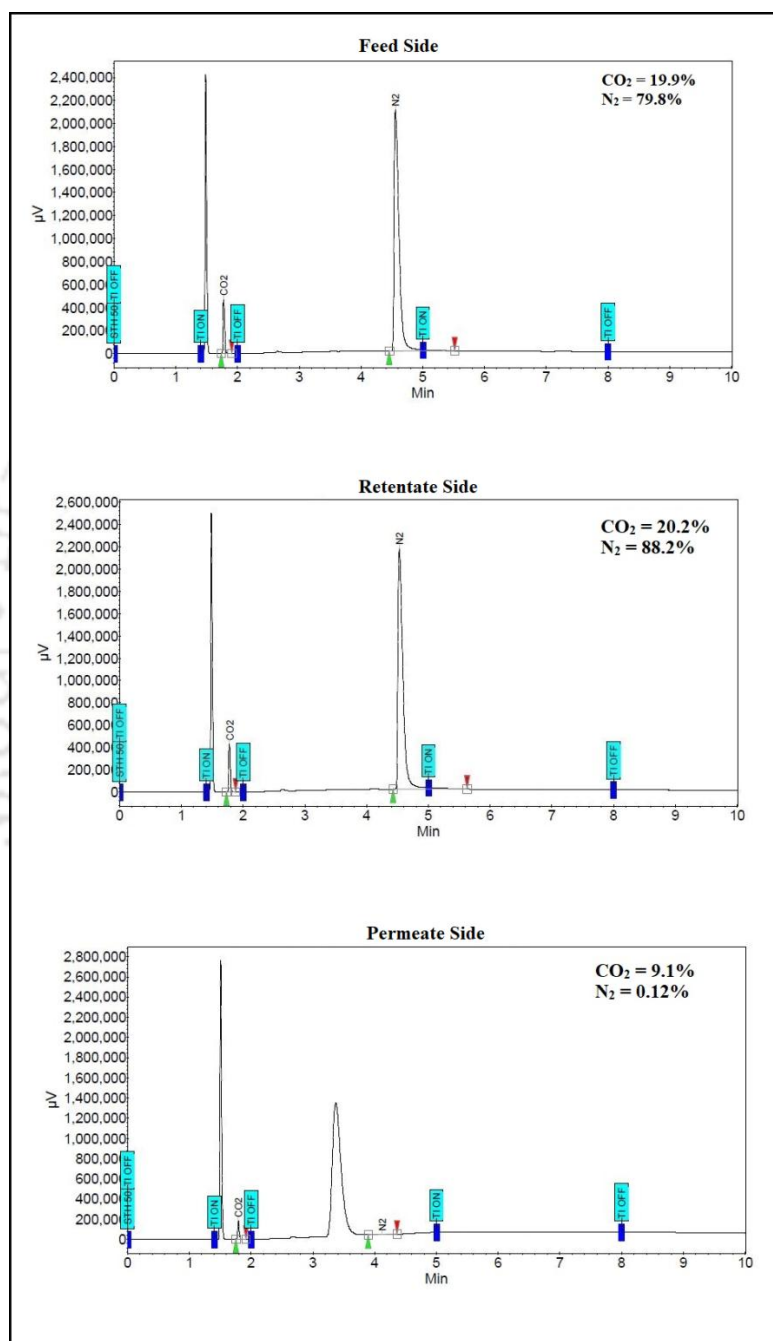 Feed Side
CO₂ = 19.9%
N₂ = 79.8%
2,400,000
2,200,000
2,000,000
1,800,000
1,600,000
1,400,000
1,200,000
1,000,000
800,000
600,000
400,000
200,000
0
µV
STH 50|TI OFF
TI ON
CO2
TI OFF
N2
TI ON
TI OFF
0 1 2 3 4 5 6 7 8 9 10
Min
Retentate Side
CO₂ = 20.2%
N₂ = 88.2%
2,600,000
2,400,000
2,200,000
2,000,000
1,800,000
1,600,000
1,400,000
1,200,000
1,000,000
800,000
600,000
400,000
200,000
0
µV
STH 50|TI OFF
TI ON
CO2
TI OFF
N2
TI ON
TI OFF
0 1 2 3 4 5 6 7 8 9 10
Min
Permeate Side
CO₂ = 9.1%
N₂ = 0.12%
2,800,000
2,600,000
2,400,000
2,200,000
2,000,000
1,800,000
1,600,000
1,400,000
1,200,000
1,000,000
800,000
600,000
400,000
200,000
0
µV
STH 50|TI OFF
TI ON
CO2
TI OFF
N2
TI ON
TI OFF
0 1 2 3 4 5 6 7 8 9 10
Min